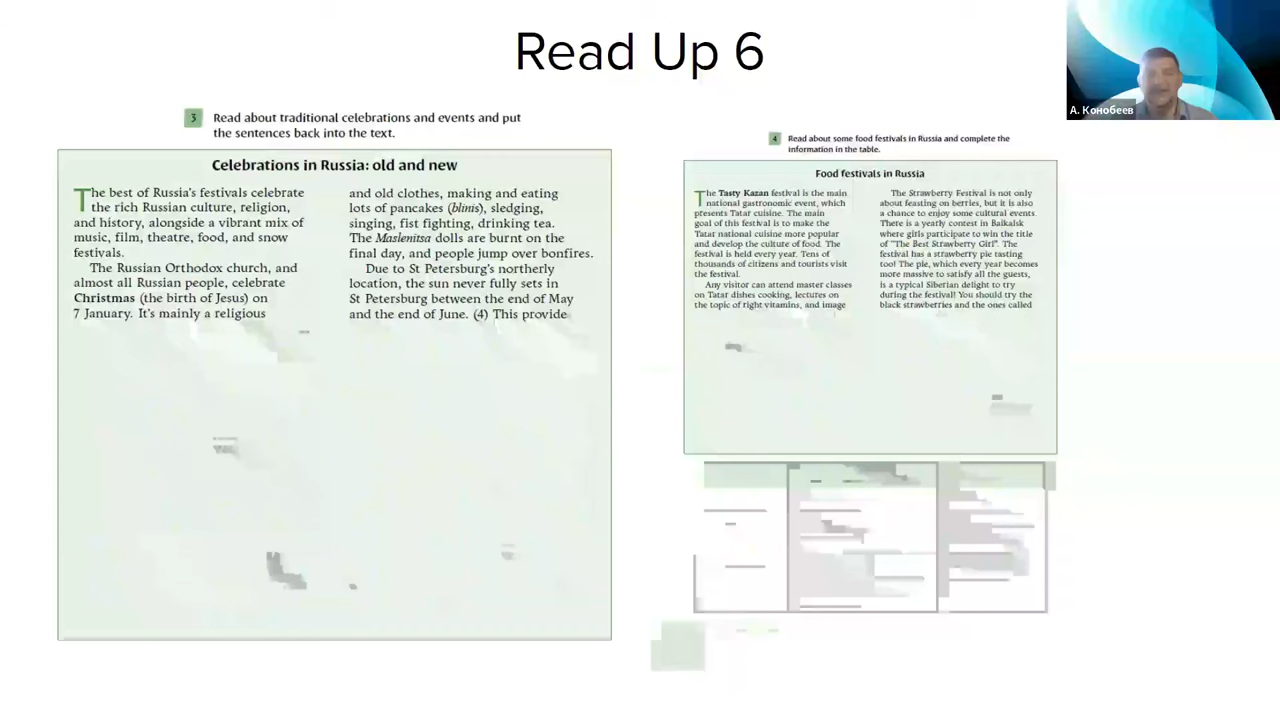 Read Up 6
А. Конобеев
3 Read about traditional celebrations and events and put
the sentences back into the text.
Celebrations in Russia: old and new
The best of Russia's festivals celebrate
the rich Russian culture, religion,
and history, alongside a vibrant mix of
music, film, theatre, food, and snow
festivals.
The Russian Orthodox church, and
almost all Russian people, celebrate
Christmas (the birth of Jesus) on
7 January. It's mainly a religious
and old clothes, making and eating
lots of pancakes (blinis), sledging,
singing, fist fighting, drinking tea.
The Maslenitsa dolls are burnt on the
final day, and people jump over bonfires.
Due to St Petersburg's northerly
location, the sun never fully sets in
St Petersburg between the end of May
and the end of June. (4) This provide
4 Read about some food festivals in Russia and complete the
information in the table.
Food festivals in Russia
The Tasty Kazan festival is the main
national gastronomic event, which
presents Tatar cuisine. The main
goal of this festival is to make the
Tatar national cuisine more popular
and develop the culture of food. The
festival is held every year. Tens of
thousands of citizens and tourists visit
the festival.
Any visitor can attend master classes
on Tatar dishes cooking, lectures on
the topic of right vitamins, and image
The Strawberry Festival is not only
about feasting on berries, but it is also
a chance to enjoy some cultural events.
There is a yearly contest in Baikalsk
where girls participate to win the title
of "The Best Strawberry Girl". The
festival has a strawberry pie tasting
too! The pie, which every year becomes
more massive to satisfy all the guests,
is a typical Siberian delight to try
during the festival! You should try the
black strawberries and the ones called